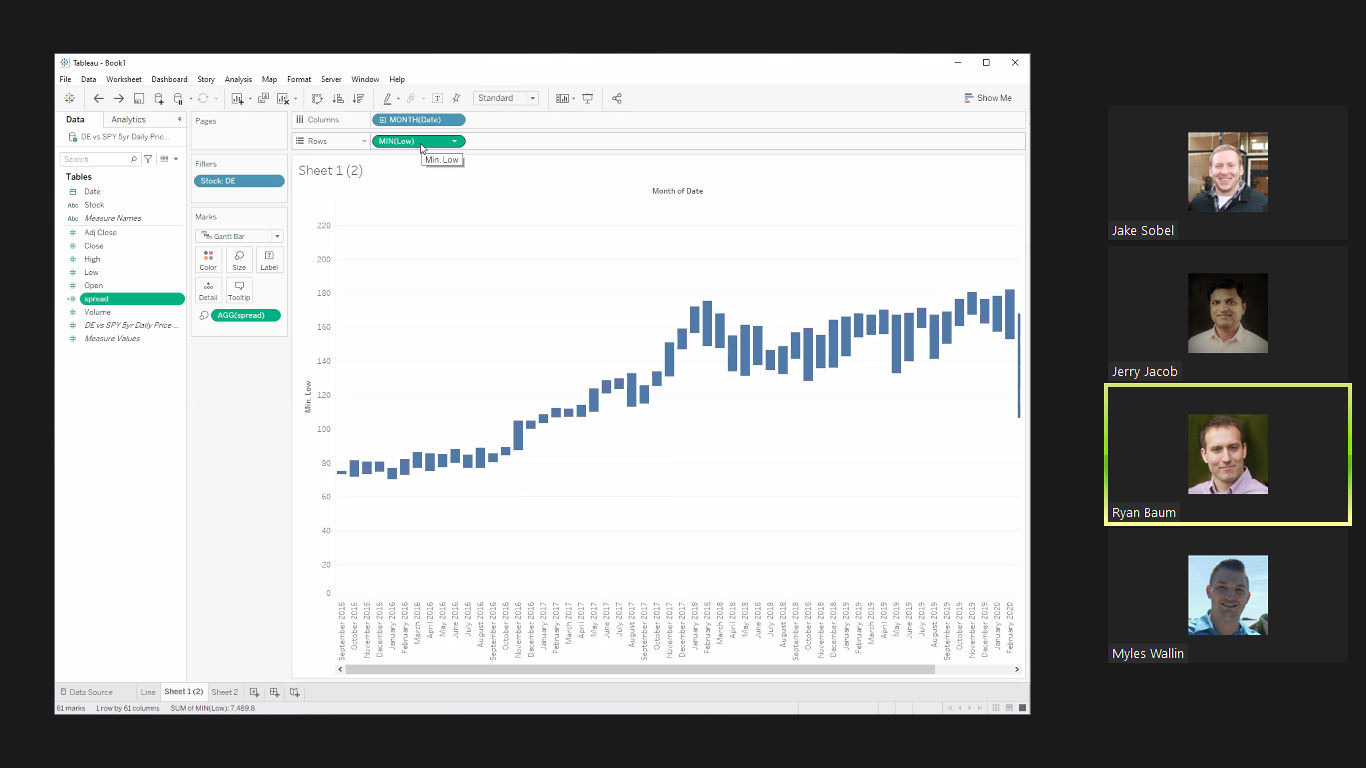 Tableau - Book1
File Data Worksheet Dashboard Story Analysis Map Format Server Window Help
Standard
Show Me
Data Analytics
DE vs SPY 5yr Daily Pric...
Search
Tables
Date
Abc Stock
Abc Measure Names
Adj Close
Close
High
Low
Open
spread
Volume
DE vs SPY 5yr Daily Price ...
Measure Values
Pages
Filters
Stock: DE
Marks
Gantt Bar
Color Size Label
Detail Tooltip
AGG(spread)
Columns MONTH(Date)
Rows MIN(Low)
Min. Low
Sheet 1 (2)
Month of Date
Min. Low
220
200
180
160
140
120
100
80
60
40
20
0
September 2015
October 2015
November 2015
December 2015
January 2016
February 2016
March 2016
April 2016
May 2016
June 2016
July 2016
August 2016
September 2016
October 2016
November 2016
December 2016
January 2017
February 2017
March 2017
April 2017
May 2017
June 2017
July 2017
August 2017
September 2017
October 2017
November 2017
December 2017
January 2018
February 2018
March 2018
April 2018
May 2018
June 2018
July 2018
August 2018
September 2018
October 2018
November 2018
December 2018
January 2019
February 2019
March 2019
April 2019
May 2019
June 2019
July 2019
August 2019
September 2019
October 2019
November 2019
December 2019
January 2020
February 2020
Data Source Line Sheet 1 (2) Sheet 2
61 marks 1 row by 61 columns SUM of MIN(Low): 7,489.8
Jake Sobel
Jerry Jacob
Ryan Baum
Myles Wallin